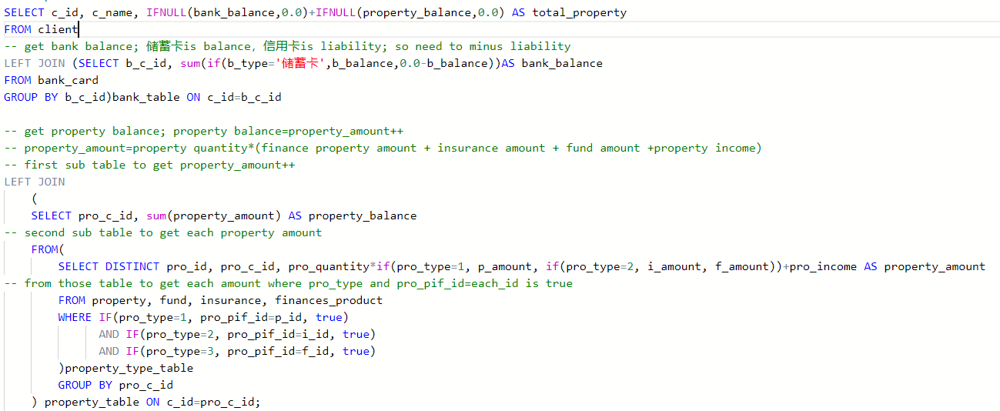 SELECT c_id, c_name, IFNULL(bank_balance,0.0)+IFNULL(property_balance,0.0) AS total_property
FROM client
-- get bank balance; 储蓄卡is balance，信用卡is liability; so need to minus liability
LEFT JOIN (SELECT b_c_id, sum(if(b_type='储蓄卡',b_balance,0.0-b_balance))AS bank_balance
FROM bank_card
GROUP BY b_c_id)bank_table ON c_id=b_c_id
-- get property balance; property balance=property_amount++
-- property_amount=property quantity*(finance property amount + insurance amount + fund amount +property income)
-- first sub table to get property_amount++
LEFT JOIN
(
SELECT pro_c_id, sum(property_amount) AS property_balance
-- second sub table to get each property amount
FROM(
SELECT DISTINCT pro_id, pro_c_id, pro_quantity*if(pro_type=1, p_amount, if(pro_type=2, i_amount, f_amount))+pro_income AS property_amount
-- from those table to get each amount where pro_type and pro_pif_id=each_id is true
FROM property, fund, insurance, finances_product
WHERE IF(pro_type=1, pro_pif_id=p_id, true)
AND IF(pro_type=2, pro_pif_id=i_id, true)
AND IF(pro_type=3, pro_pif_id=f_id, true)
)property_type_table
GROUP BY pro_c_id
) property_table ON c_id=pro_c_id;